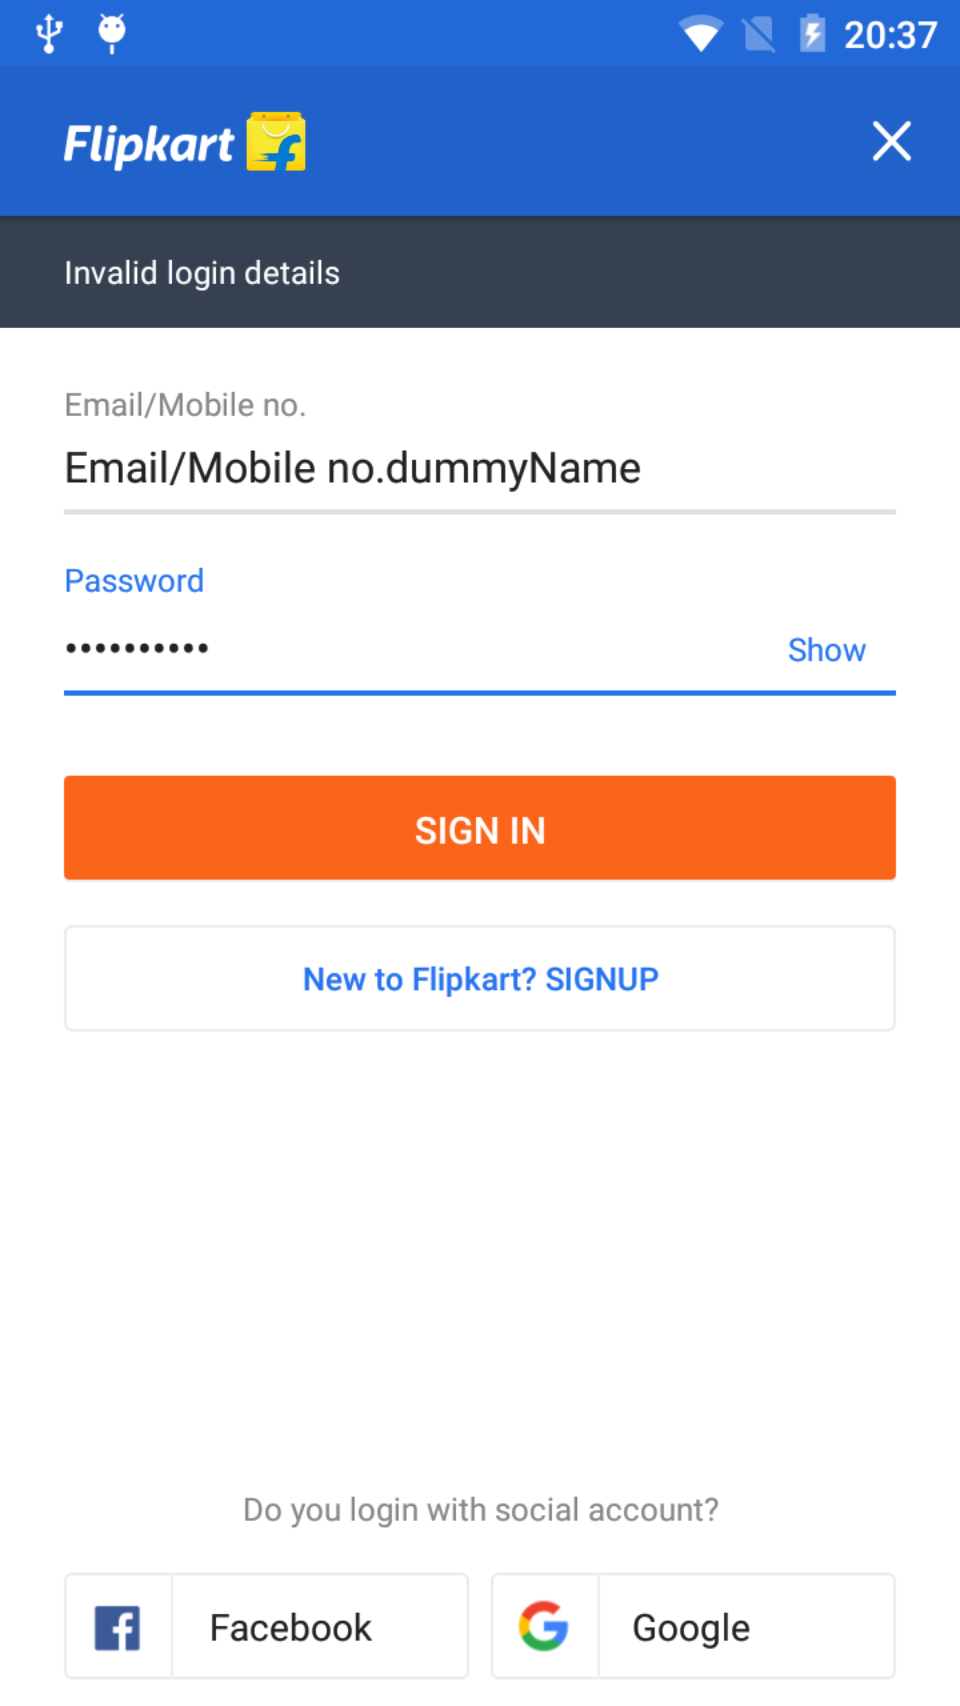 20:37
Flipkart
Invalid login details
Email/Mobile no.
Email/Mobile no.dummyName
Password
••••••••••
Show
SIGN IN
New to Flipkart? SIGNUP
Do you login with social account?
Facebook
Google